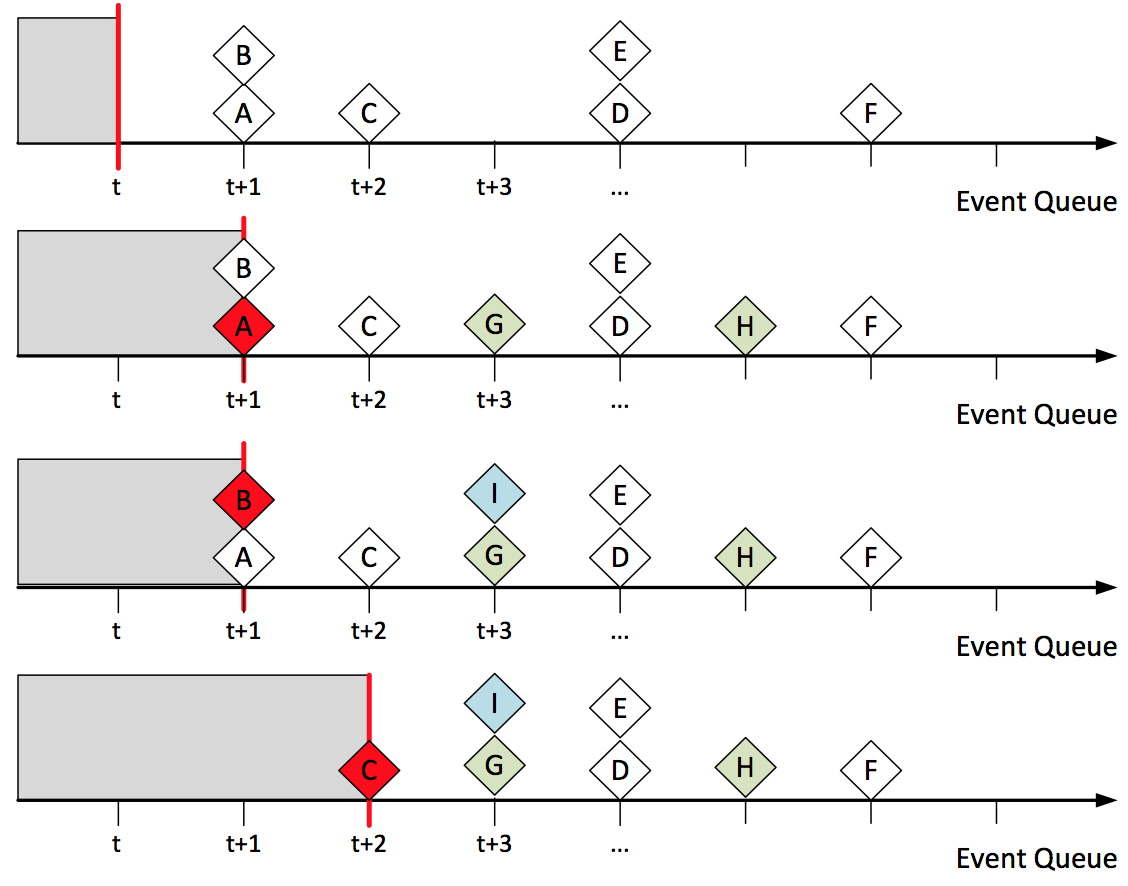 B E
A C D F
t t+1 t+2 t+3 ...
Event Queue
B E
A C G D H F
t t+1 t+2 t+3 ...
Event Queue
B I E
A C G D H F
t t+1 t+2 t+3 ...
Event Queue
I E
C G D H F
t t+1 t+2 t+3 ...
Event Queue